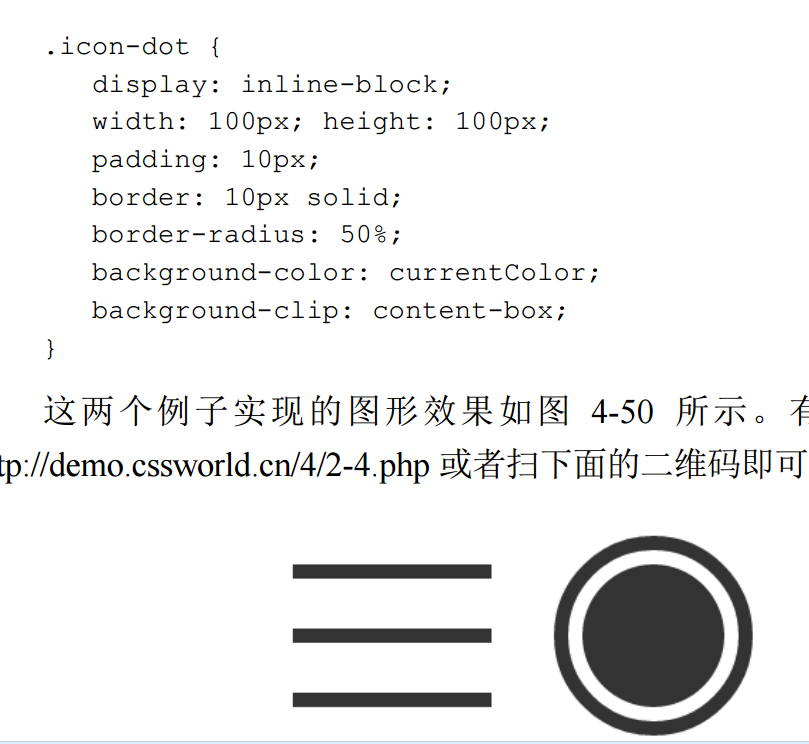 .icon-dot {
display: inline-block;
width: 100px; height: 100px;
padding: 10px;
border: 10px solid;
border-radius: 50%;
background-color: currentColor;
background-clip: content-box;
}
这两个例子实现的图形效果如图 4-50 所示。有
tp://demo.cssworld.cn/4/2-4.php 或者扫下面的二维码即可